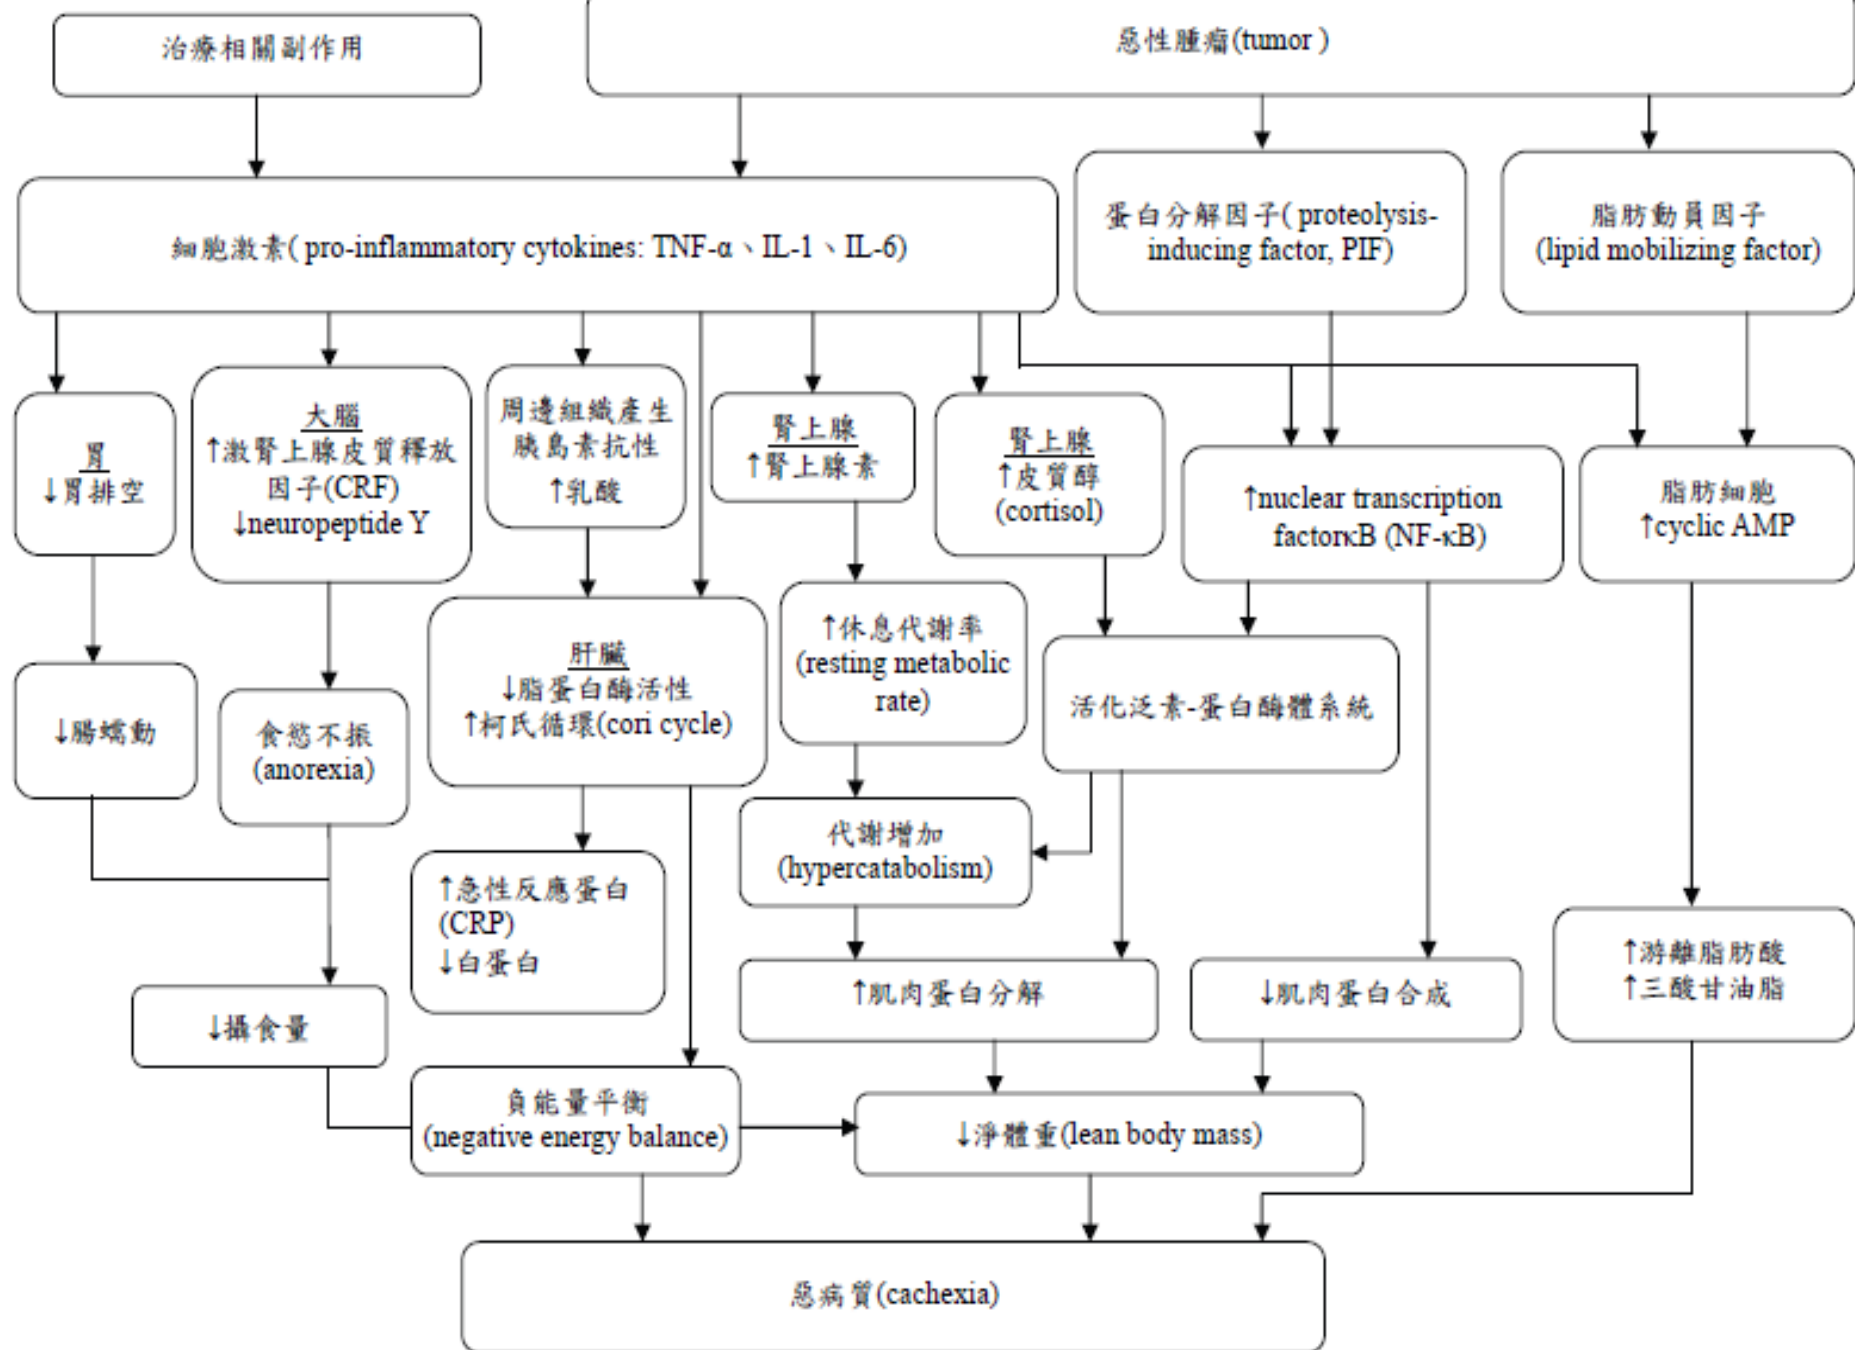 治療相關副作用
惡性腫瘤(tumor )
細胞激素( pro-inflammatory cytokines: TNF-α、IL-1、IL-6)
蛋白分解因子( proteolysis-
inducing factor, PIF)
脂肪動員因子
(lipid mobilizing factor)
胃
↓胃排空
大腦
↑激腎上腺皮質釋放
因子(CRF)
↓neuropeptide Y
周邊組織產生
胰島素抗性
↑乳酸
腎上腺
↑腎上腺素
腎上腺
↑皮質醇
(cortisol)
↑nuclear transcription
factorκB (NF-κB)
脂肪細胞
↑cyclic AMP
↓腸蠕動
食慾不振
(anorexia)
肝臟
↓脂蛋白酶活性
↑柯氏循環(cori cycle)
↑休息代謝率
(resting metabolic
rate)
活化泛素-蛋白酶體系統
代謝增加
(hypercatabolism)
↑急性反應蛋白
(CRP)
↓白蛋白
↑肌肉蛋白分解
↓肌肉蛋白合成
↑游離脂肪酸
↑三酸甘油脂
↓攝食量
負能量平衡
(negative energy balance)
↓淨體重(lean body mass)
惡病質(cachexia)